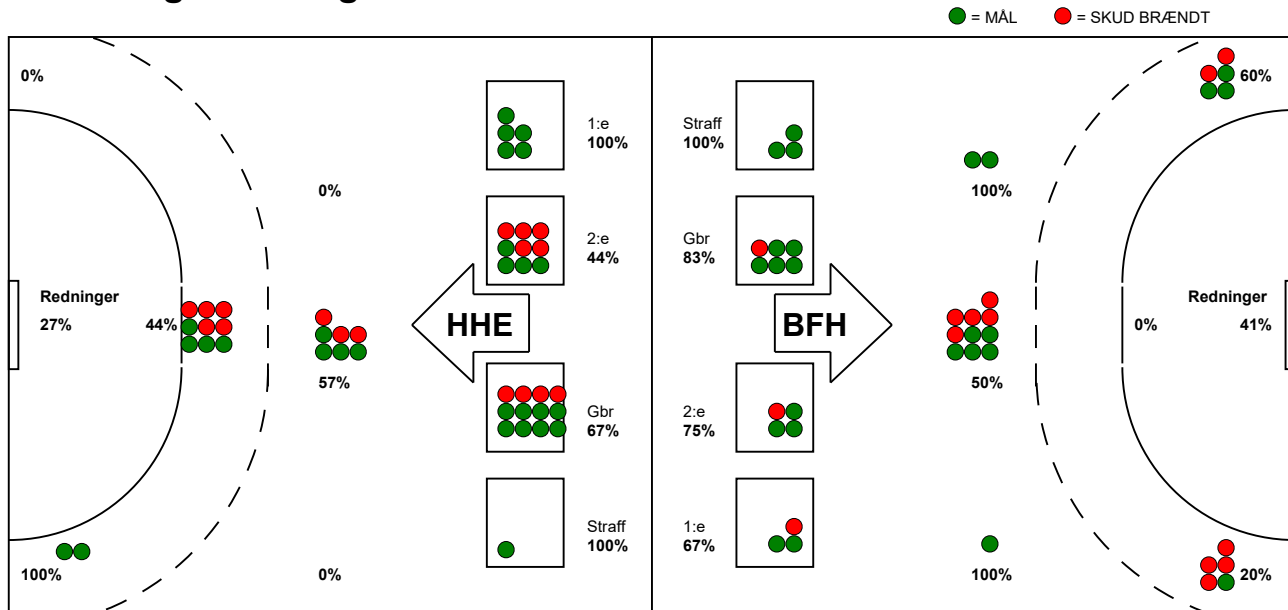 = MÅL
= SKUD BRÆNDT
0%
1:e
100%
0%
2:e
44%
Redninger
27%
44%
HHE
57%
Gbr
67%
Straff
100%
100%
0%
Straff
100%
60%
100%
Gbr
83%
BFH
0%
Redninger
41%
50%
2:e
75%
1:e
67%
100%
20%